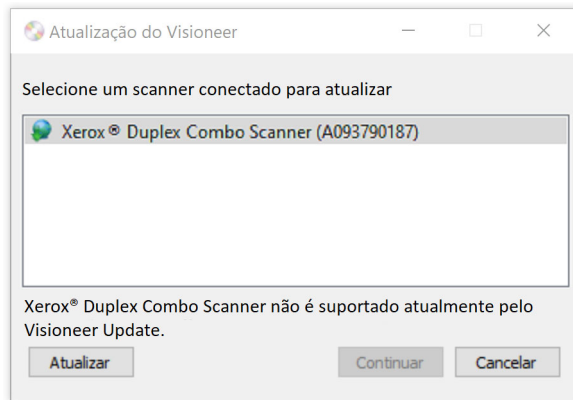 Atualização do Visioneer
Selecione um scanner conectado para atualizar
Xerox® Duplex Combo Scanner (A093790187)
Xerox® Duplex Combo Scanner não é suportado atualmente pelo
Visioneer Update.
Atualizar
Continuar
Cancelar